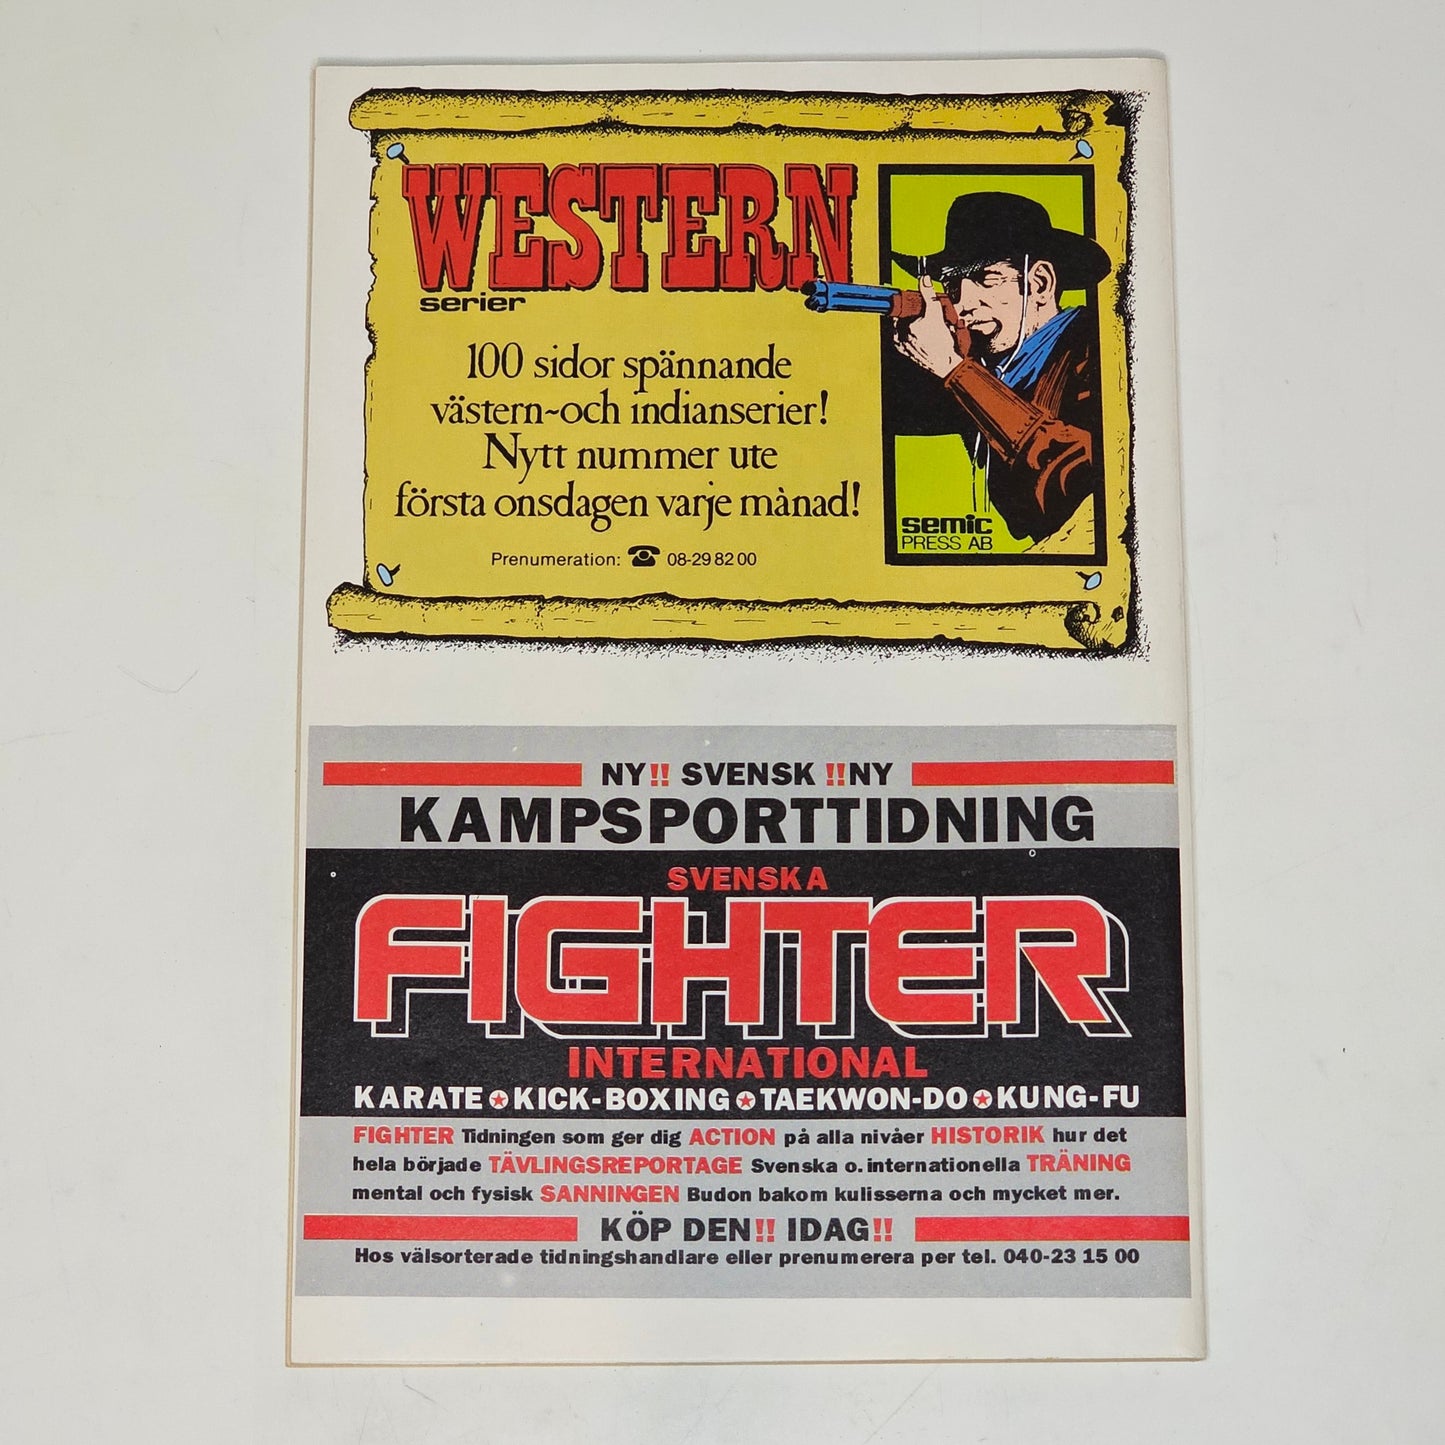 WESTERN
serier
100 sidor spännande
västern-och indianserier!
Nytt nummer ute
första onsdagen varje månad!
Prenumeration: ☎ 08-29 82 00
semic
PRESS AB
NY!! SVENSK !!NY
KAMPSPORTTIDNING
SVENSKA
FIGHTER
INTERNATIONAL
KARATE ★ KICK-BOXING ★ TAEKWON-DO ★ KUNG-FU
FIGHTER Tidningen som ger dig ACTION på alla nivåer HISTORIK hur det
hela började TÄVLINGSREPORTAGE Svenska o. internationella TRÄNING
mental och fysisk SANNINGEN Budon bakom kulisserna och mycket mer.
KÖP DEN!! IDAG!!
Hos välsorterade tidningshandlare eller prenumerera per tel. 040-23 15 00